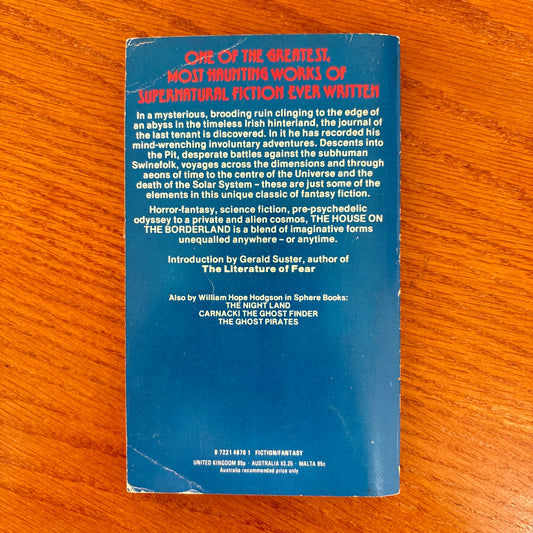 ONE OF THE GREATEST,
MOST HAUNTING WORKS OF
SUPERNATURAL FICTION EVER WRITTEN
In a mysterious, brooding ruin clinging to the edge of
an abyss in the timeless Irish hinterland, the journal of
the last tenant is discovered. In it he has recorded his
mind-wrenching involuntary adventures. Descents into
the Pit, desperate battles against the subhuman
Swinefolk, voyages across the dimensions and through
aeons of time to the centre of the Universe and the
death of the Solar System – these are just some of the
elements in this unique classic of fantasy fiction.
Horror-fantasy, science fiction, pre-psychedelic
odyssey to a private and alien cosmos, THE HOUSE ON
THE BORDERLAND is a blend of imaginative forms
unequalled anywhere – or anytime.
Introduction by Gerald Suster, author of
The Literature of Fear
Also by William Hope Hodgson in Sphere Books:
THE NIGHT LAND
CARNACKI THE GHOST FINDER
THE GHOST PIRATES
0 7221 4678 1 FICTION/FANTASY
UNITED KINGDOM 95p · AUSTRALIA $3.25 · MALTA 95c
Australia recommended price only